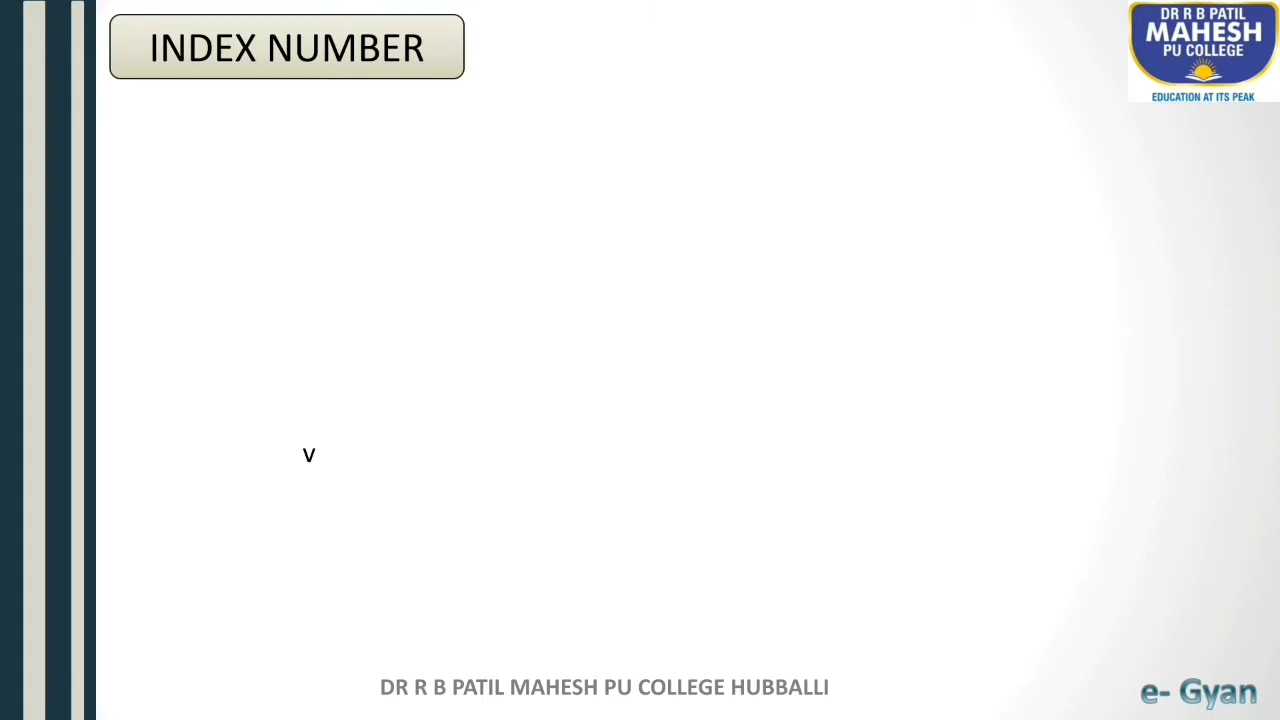 INDEX NUMBER
DR R B PATIL
MAHESH
PU COLLEGE
EDUCATION AT ITS PEAK
v
DR R B PATIL MAHESH PU COLLEGE HUBBALLI
e- Gyan